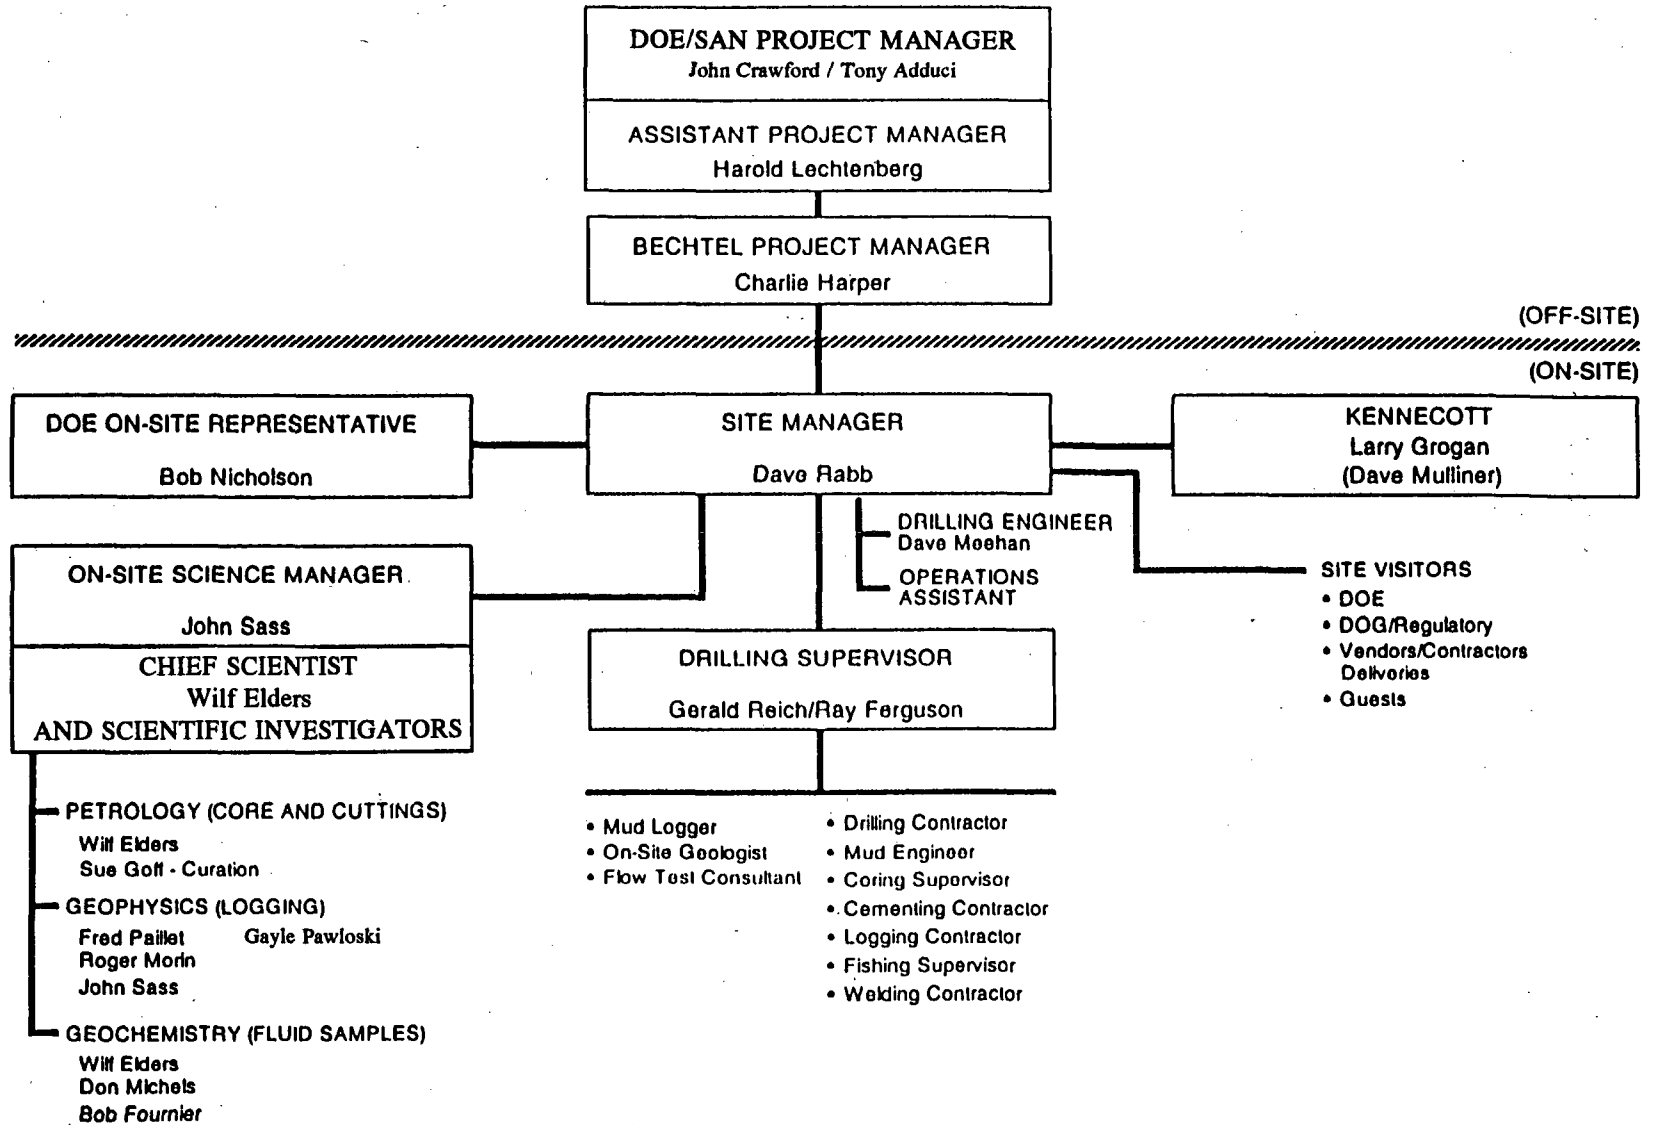 DOE/SAN PROJECT MANAGER
John Crawford / Tony Adduci
ASSISTANT PROJECT MANAGER
Harold Lechtenberg
BECHTEL PROJECT MANAGER
Charlie Harper
(OFF-SITE)
(ON-SITE)
DOE ON-SITE REPRESENTATIVE
Bob Nicholson
SITE MANAGER
Dave Rabb
KENNECOTT
Larry Grogan
(Dave Mulliner)
DRILLING ENGINEER
Dave Meehan
OPERATIONS
ASSISTANT
SITE VISITORS
• DOE
• DOG/Regulatory
• Vendors/Contractors
Deliveries
• Guests
ON-SITE SCIENCE MANAGER
John Sass
CHIEF SCIENTIST
Wilf Elders
AND SCIENTIFIC INVESTIGATORS
DRILLING SUPERVISOR
Gerald Reich/Ray Ferguson
PETROLOGY (CORE AND CUTTINGS)
Wilf Elders
Sue Goff - Curation
GEOPHYSICS (LOGGING)
Fred Paillet Gayle Pawloski
Roger Morin
John Sass
GEOCHEMISTRY (FLUID SAMPLES)
Wilf Elders
Don Michels
Bob Fournier
• Mud Logger
• On-Site Geologist
• Flow Test Consultant
• Drilling Contractor
• Mud Engineer
• Coring Supervisor
• Cementing Contractor
• Logging Contractor
• Fishing Supervisor
• Welding Contractor